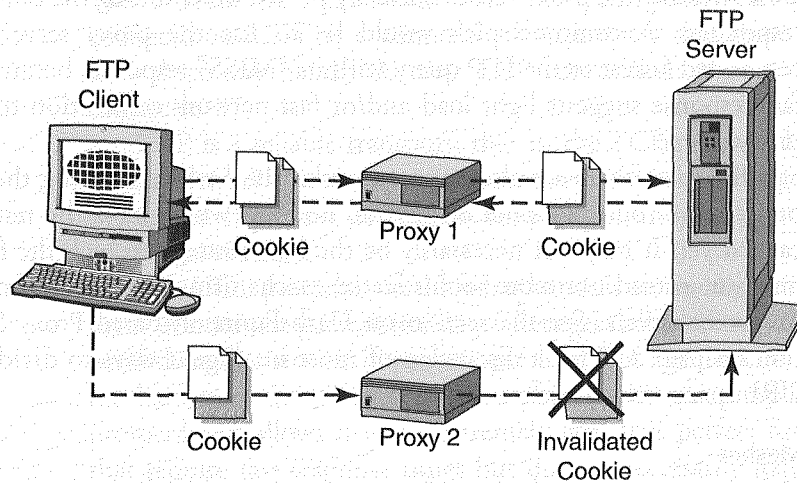 FTP
Server
FTP
Client
Cookie
Proxy 1
Cookie
Cookie
Proxy 2
Invalidated
Cookie